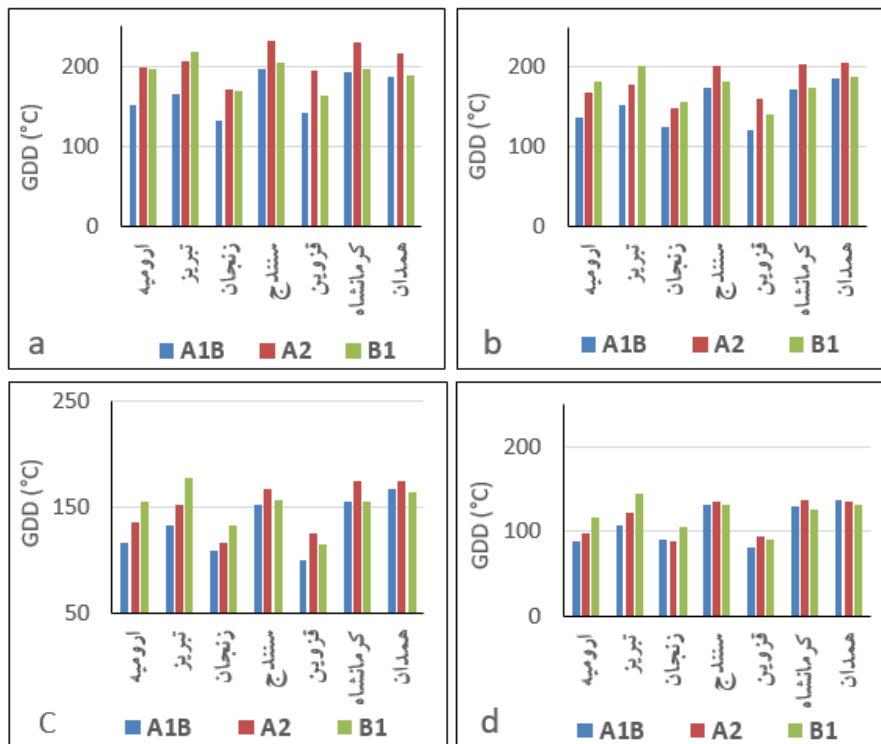 GDD (°C)
200
100
0
ارومیه
تبریز
زنجان
سنندج
قزوین
کرمانشاه
همدان
a
A1B A2 B1
GDD (°C)
200
100
0
ارومیه
تبریز
زنجان
سنندج
قزوین
کرمانشاه
همدان
b
A1B A2 B1
GDD (°C)
250
150
50
ارومیه
تبریز
زنجان
سنندج
قزوین
کرمانشاه
همدان
C
A1B A2 B1
GDD (°C)
200
100
0
ارومیه
تبریز
زنجان
سنندج
قزوین
کرمانشاه
همدان
d
A1B A2 B1